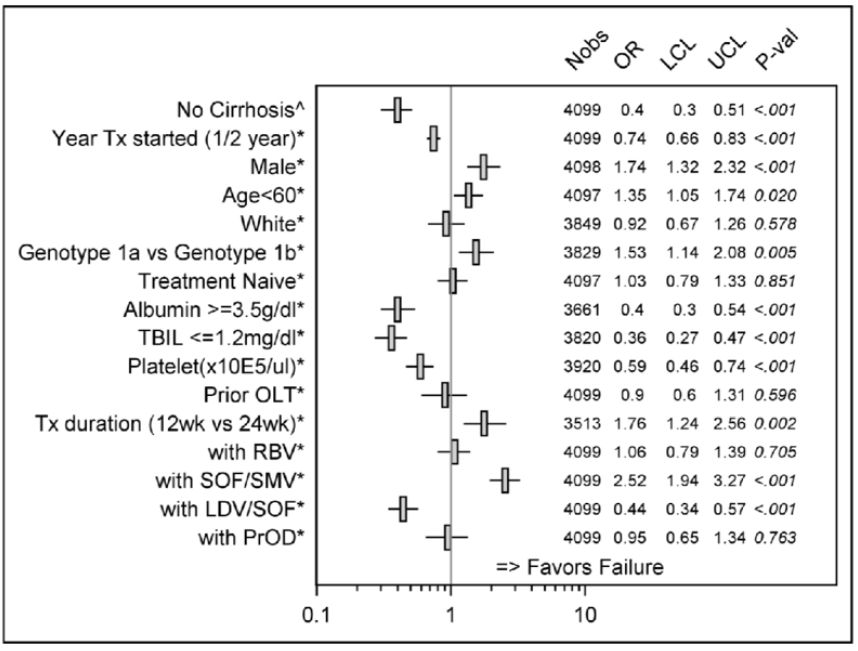 Nobs OR LCL UCL P-val
No Cirrhosis^ 4099 0.4 0.3 0.51 <.001
Year Tx started (1/2 year)* 4099 0.74 0.66 0.83 <.001
Male* 4098 1.74 1.32 2.32 <.001
Age<60* 4097 1.35 1.05 1.74 0.020
White* 3849 0.92 0.67 1.26 0.578
Genotype 1a vs Genotype 1b* 3829 1.53 1.14 2.08 0.005
Treatment Naive* 4097 1.03 0.79 1.33 0.851
Albumin >=3.5g/dl* 3661 0.4 0.3 0.54 <.001
TBIL <=1.2mg/dl* 3820 0.36 0.27 0.47 <.001
Platelet(x10E5/ul)* 3920 0.59 0.46 0.74 <.001
Prior OLT* 4099 0.9 0.6 1.31 0.596
Tx duration (12wk vs 24wk)* 3513 1.76 1.24 2.56 0.002
with RBV* 4099 1.06 0.79 1.39 0.705
with SOF/SMV* 4099 2.52 1.94 3.27 <.001
with LDV/SOF* 4099 0.44 0.34 0.57 <.001
with PrOD* 4099 0.95 0.65 1.34 0.763
=> Favors Failure
0.1 1 10